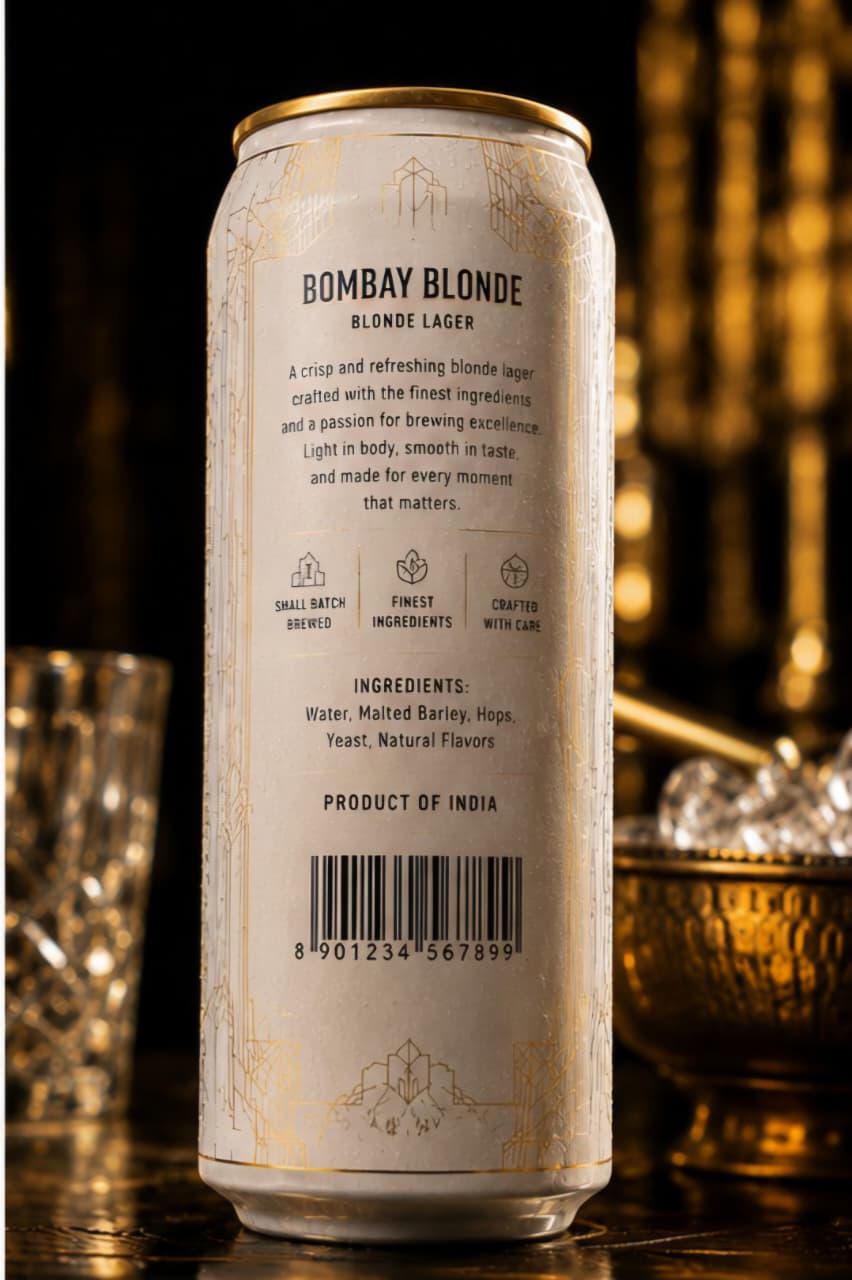 BOMBAY BLONDE
BLONDE LAGER
A crisp and refreshing blonde lager
crafted with the finest ingredients
and a passion for brewing excellence.
Light in body, smooth in taste,
and made for every moment
that matters.
SMALL BATCH
BREWED
FINEST
INGREDIENTS
CRAFTED
WITH CARE
INGREDIENTS:
Water, Malted Barley, Hops,
Yeast, Natural Flavors
PRODUCT OF INDIA
8 901234 567899